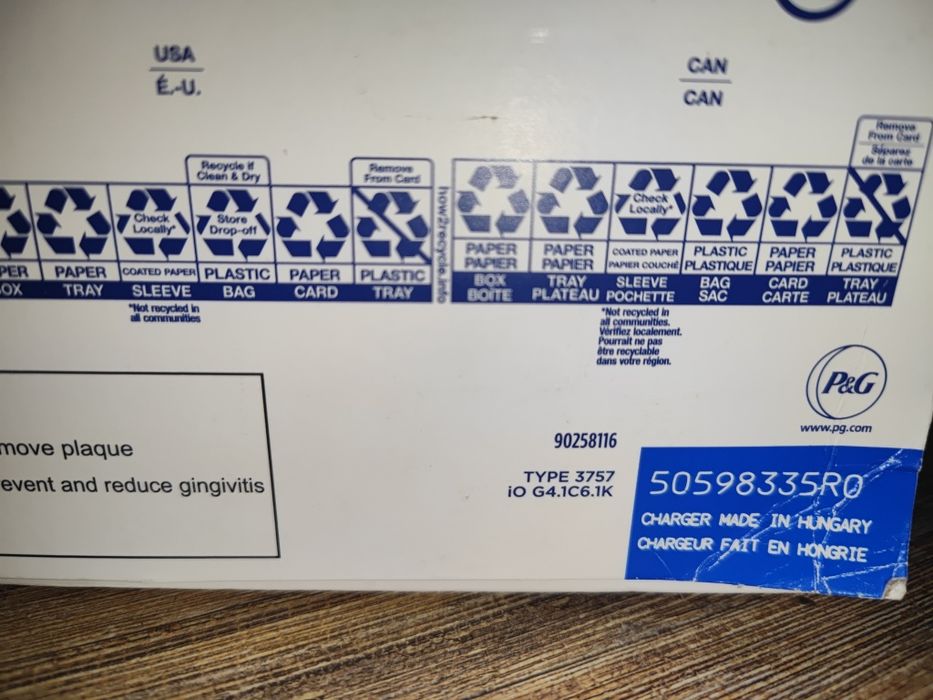 USA
É.-U.
CAN
CAN
Recycle if
Clean & Dry
Remove
From Card
Remove
From Card
Séparez
de la carte
Check
Locally*
Store
Drop-off
how2recycle.info
Check
Locally*
PER PAPER COATED PAPER PLASTIC PAPER PLASTIC
OX TRAY SLEEVE BAG CARD TRAY
PAPER PAPER COATED PAPER PLASTIC PAPER PLASTIC
PAPIER PAPIER PAPIER COUCHÉ PLASTIQUE PAPIER PLASTIQUE
BOX TRAY SLEEVE BAG CARD TRAY
BOÎTE PLATEAU POCHETTE SAC CARTE PLATEAU
*Not recycled in
all communities
*Not recycled in
all communities.
Vérifiez localement.
Pourrait ne pas
être recyclable
dans votre région.
P&G
www.pg.com
move plaque
event and reduce gingivitis
90258116
TYPE 3757
iO G4.1C6.1K
50598335R0
CHARGER MADE IN HUNGARY
CHARGEUR FAIT EN HONGRIE